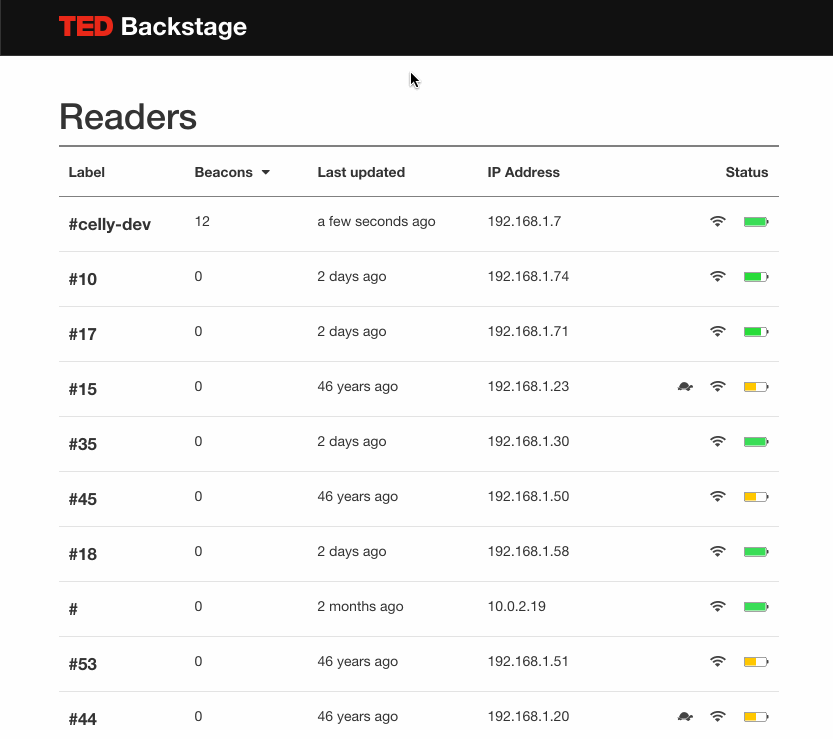 TED Backstage
Readers
Label Beacons Last updated IP Address Status
#celly-dev 12 a few seconds ago 192.168.1.7
#10 0 2 days ago 192.168.1.74
#17 0 2 days ago 192.168.1.71
#15 0 46 years ago 192.168.1.23
#35 0 2 days ago 192.168.1.30
#45 0 46 years ago 192.168.1.50
#18 0 2 days ago 192.168.1.58
# 0 2 months ago 10.0.2.19
#53 0 46 years ago 192.168.1.51
#44 0 46 years ago 192.168.1.20